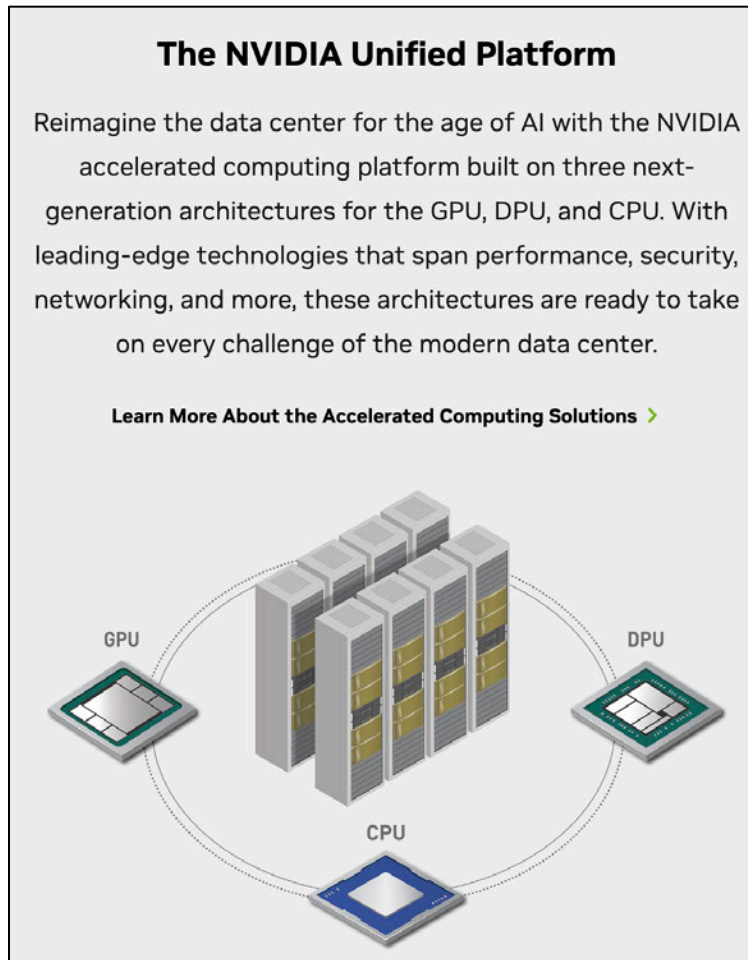 The NVIDIA Unified Platform
Reimagine the data center for the age of AI with the NVIDIA
accelerated computing platform built on three next-
generation architectures for the GPU, DPU, and CPU. With
leading-edge technologies that span performance, security,
networking, and more, these architectures are ready to take
on every challenge of the modern data center.
Learn More About the Accelerated Computing Solutions >
GPU
DPU
CPU